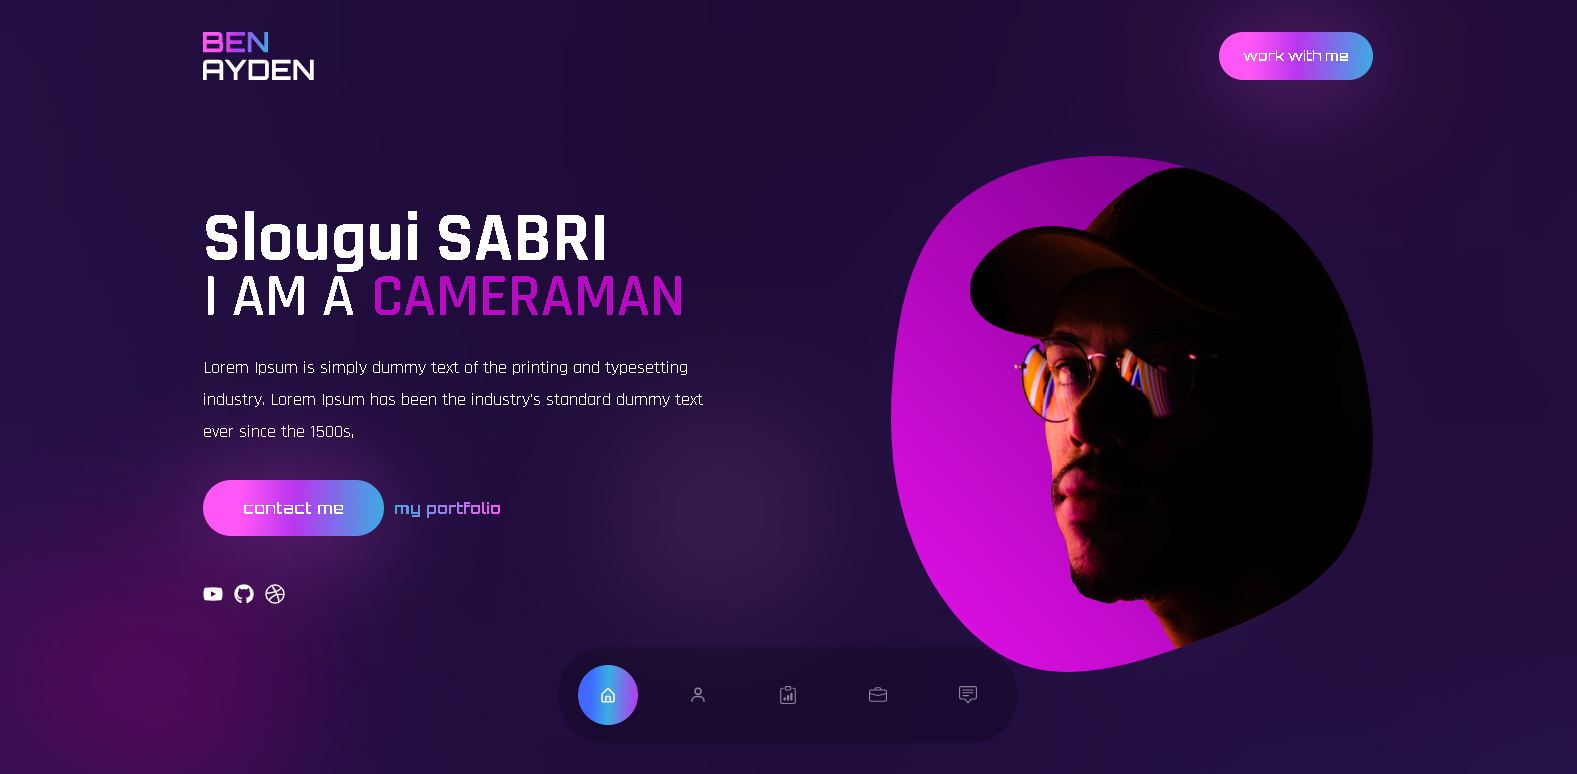 BEN
AYDEN
work with me
Slougui SABRI
I AM A CAMERAMAN
Lorem Ipsum is simply dummy text of the printing and typesetting
industry. Lorem Ipsum has been the industry's standard dummy text
ever since the 1500s,
contact me
my portfolio